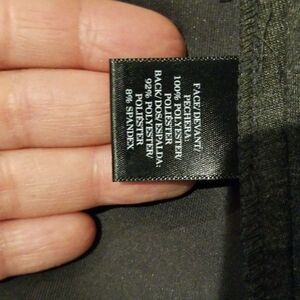 FACE/DEVANT/
PECHERA:
100% POLYESTER/
POLIÉSTER
BACK/DOS/ESPALDA:
92% POLYESTER/
POLIÉSTER
8% SPANDEX